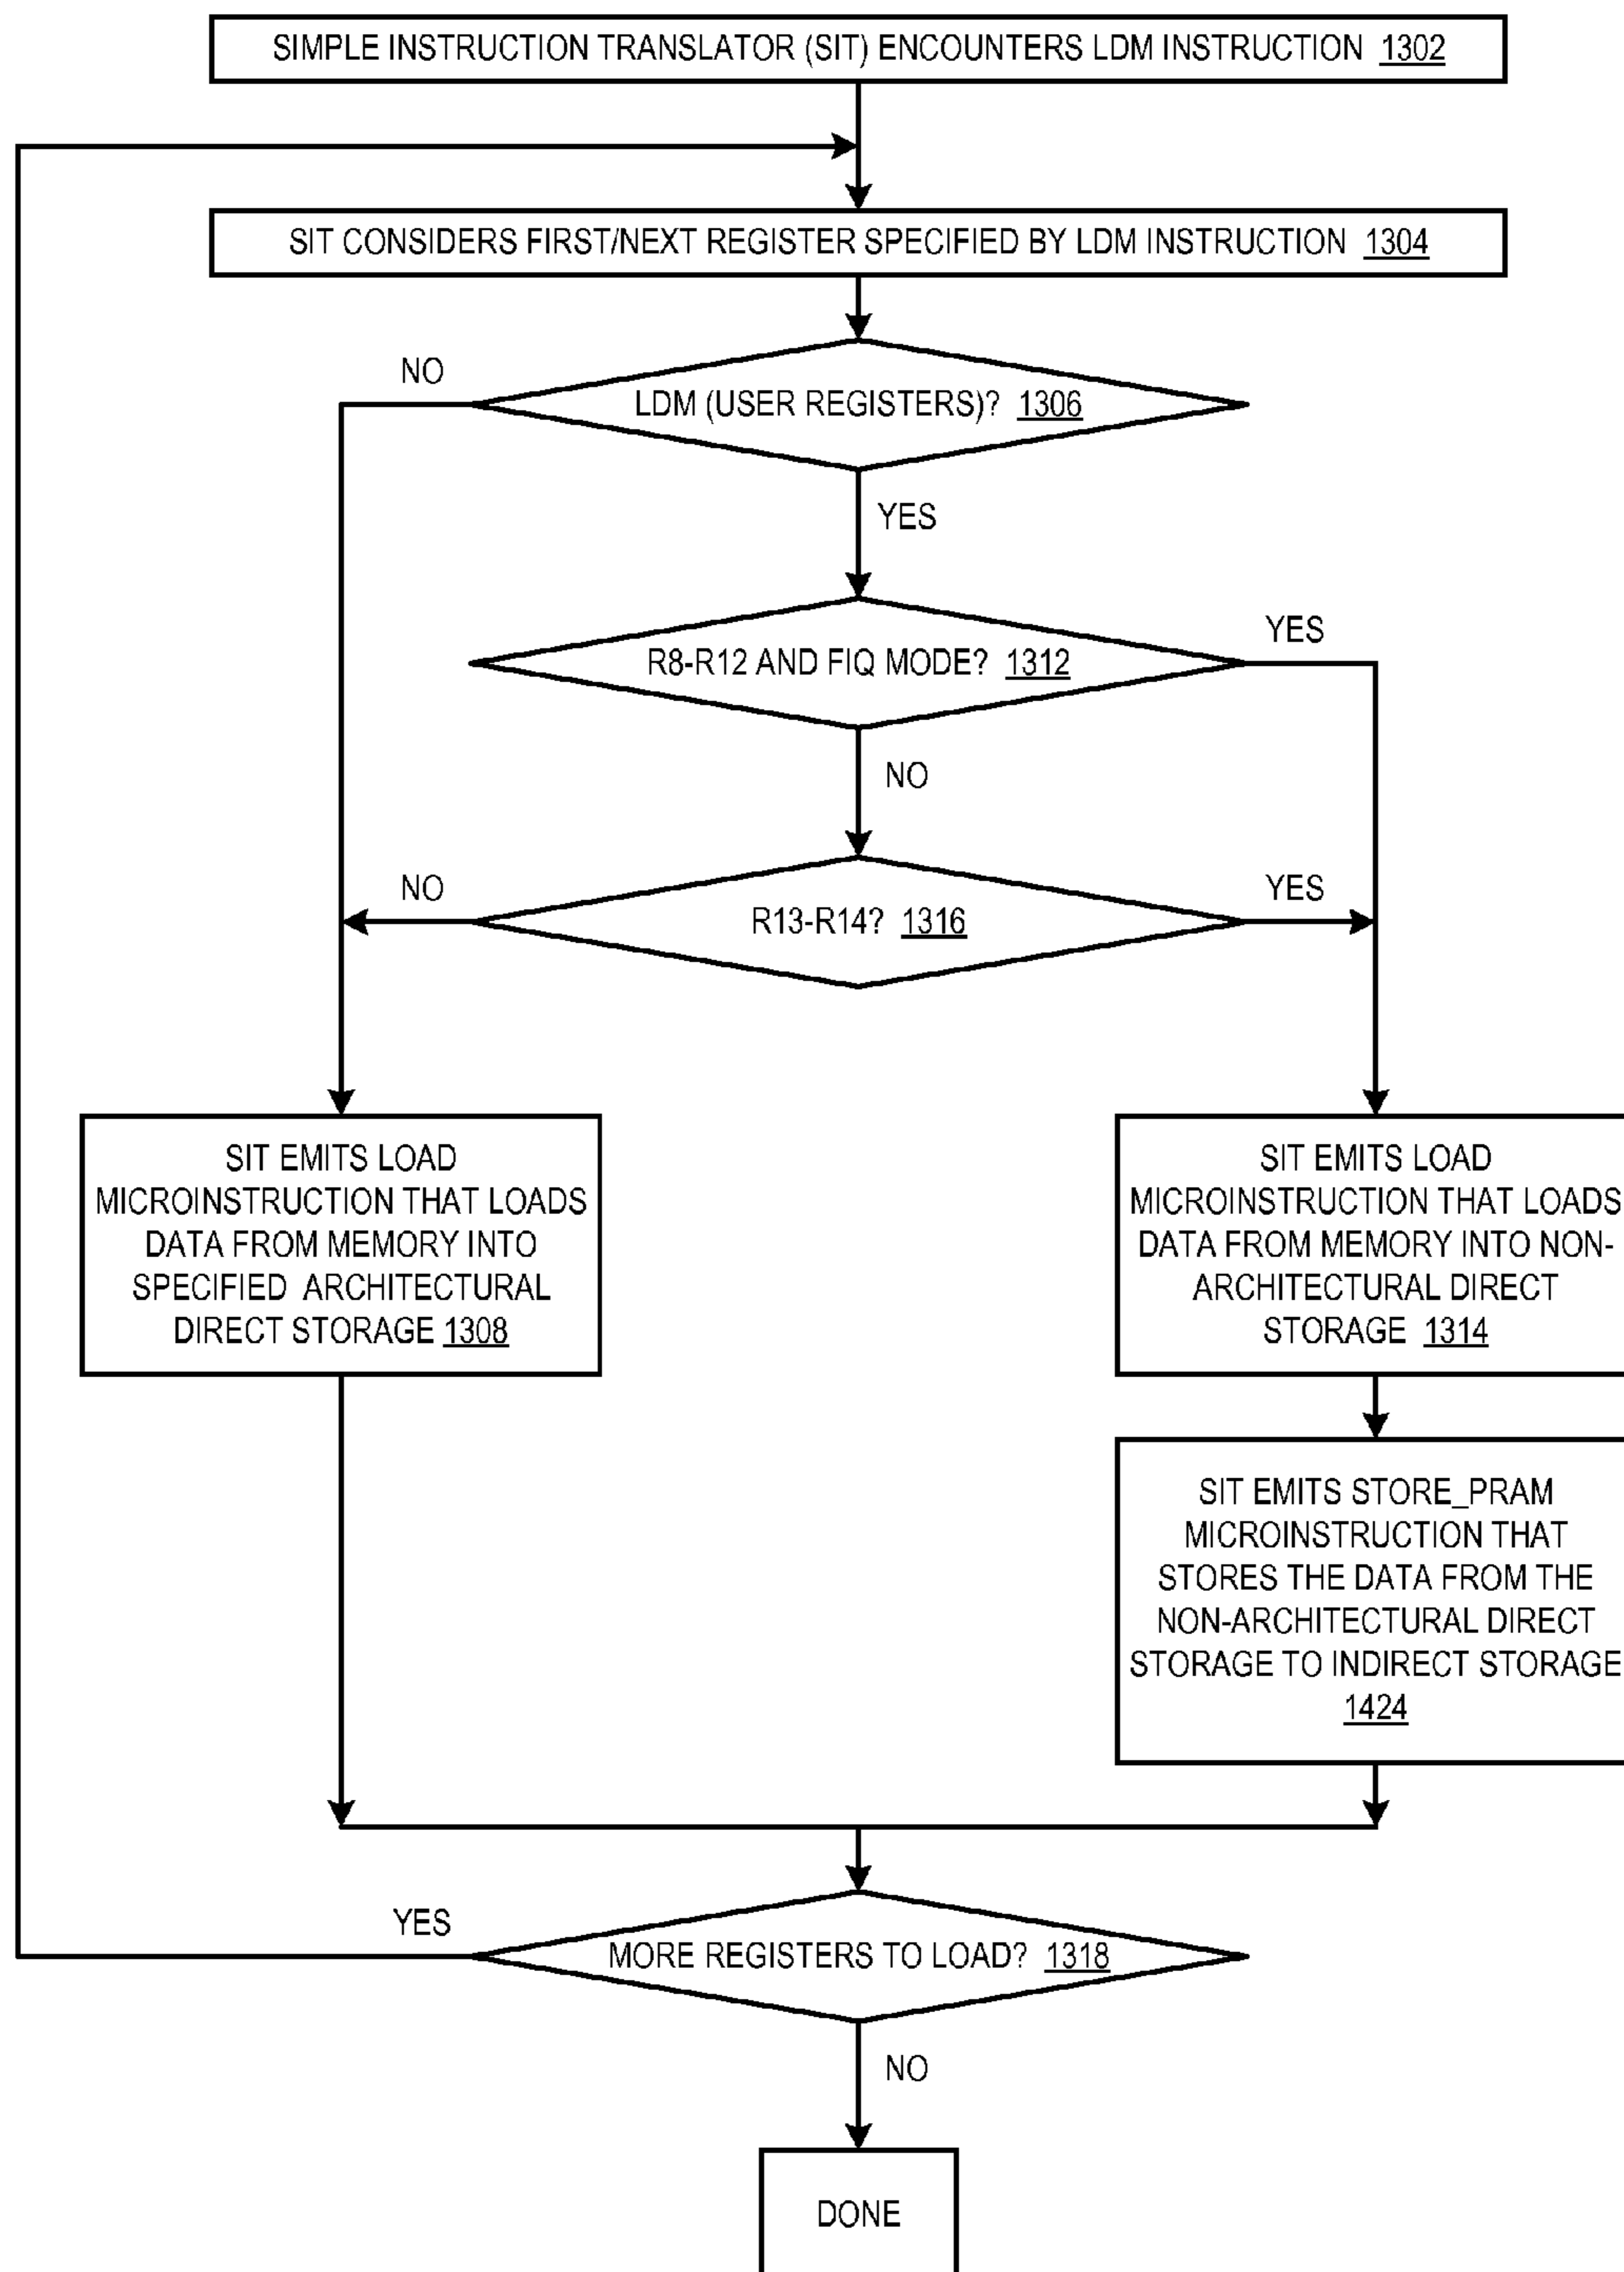 SIMPLE INSTRUCTION TRANSLATOR (SIT) ENCOUNTERS LDM INSTRUCTION 1302
SIT CONSIDERS FIRST/NEXT REGISTER SPECIFIED BY LDM INSTRUCTION 1304
NO
LDM (USER REGISTERS)? 1306
YES
YES
R8-R12 AND FIQ MODE? 1312
NO
NO
YES
R13-R14? 1316
SIT EMITS LOAD
MICROINSTRUCTION THAT LOADS
DATA FROM MEMORY INTO
SPECIFIED ARCHITECTURAL
DIRECT STORAGE 1308
SIT EMITS LOAD
MICROINSTRUCTION THAT LOADS
DATA FROM MEMORY INTO NON-
ARCHITECTURAL DIRECT
STORAGE 1314
SIT EMITS STORE_PRAM
MICROINSTRUCTION THAT
STORES THE DATA FROM THE
NON-ARCHITECTURAL DIRECT
STORAGE TO INDIRECT STORAGE
1424
YES
MORE REGISTERS TO LOAD? 1318
NO
DONE